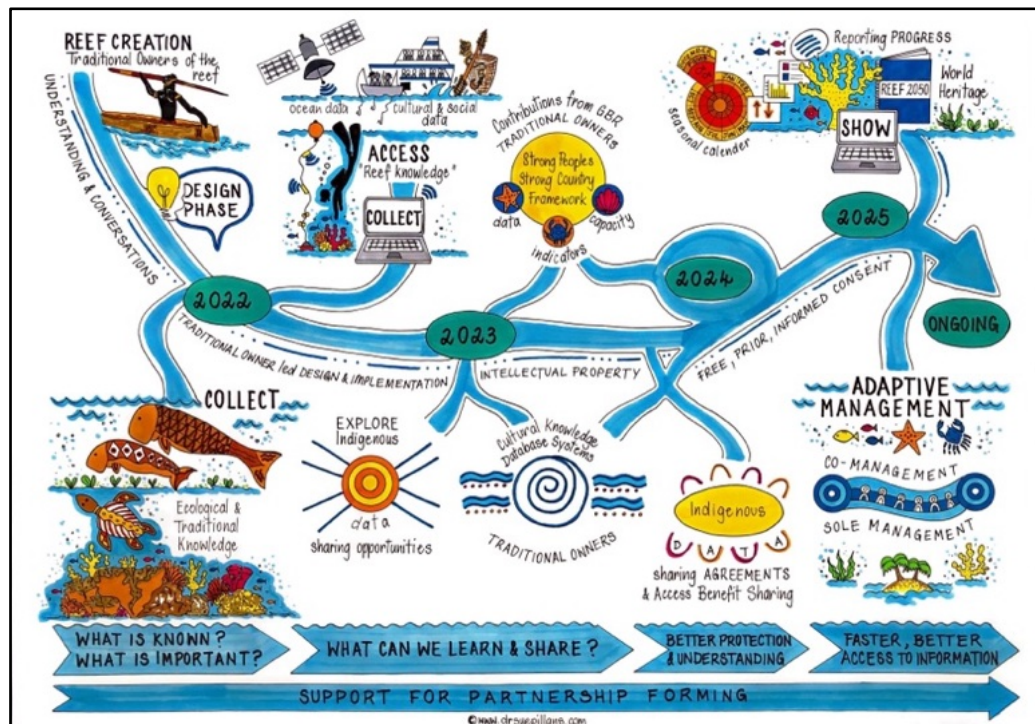 REEF CREATION
Traditional Owners of the
reef
UNDERSTANDING & CONVERSATIONS
DESIGN
PHASE
ocean data
cultural & social
data
ACCESS
"Reef knowledge"
COLLECT
Contributions from GBR
TRADITIONAL OWNERS
Strong Peoples
Strong Country
Framework
data
capacity
indicators
seasonal calender
Reporting PROGRESS
REEF 2050
World
Heritage
SHOW
2022
2023
2024
2025
ONGOING
TRADITIONAL OWNER led DESIGN & IMPLEMENTATION
INTELLECTUAL PROPERTY
FREE, PRIOR, INFORMED CONSENT
COLLECT
Ecological &
Traditional
Knowledge
EXPLORE
Indigenous
data
sharing opportunities
Cultural Knowledge
Database Systems
TRADITIONAL OWNERS
Indigenous
DATA
sharing AGREEMENTS
& Access Benefit Sharing
ADAPTIVE
MANAGEMENT
CO-MANAGEMENT
SOLE MANAGEMENT
WHAT IS KNOWN?
WHAT IS IMPORTANT?
WHAT CAN WE LEARN & SHARE?
BETTER PROTECTION
& UNDERSTANDING
FASTER, BETTER
ACCESS TO INFORMATION
SUPPORT FOR PARTNERSHIP FORMING
©www.drsuepillans.com